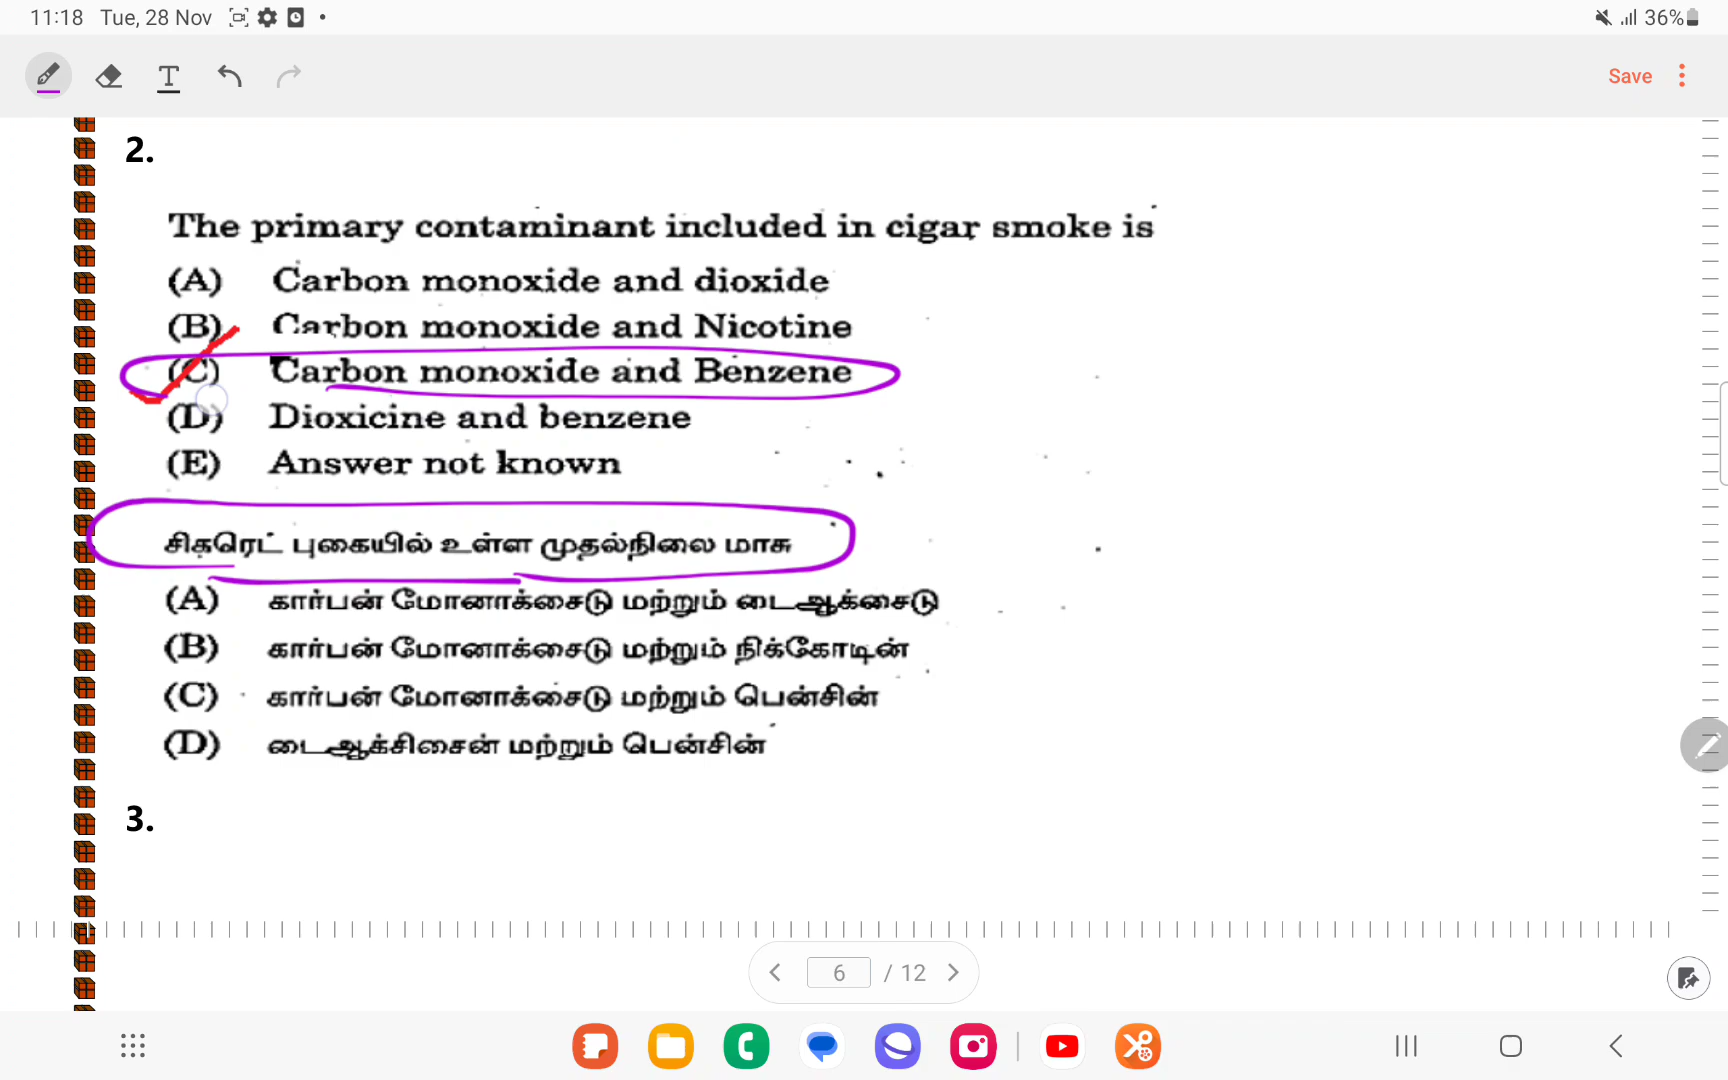 11:18 Tue, 28 Nov
36%
Save
2.
The primary contaminant included in cigar smoke is
(A) Carbon monoxide and dioxide
(B) Carbon monoxide and Nicotine
(C) Carbon monoxide and Benzene
(D) Dioxicine and benzene
(E) Answer not known
சிகரெட் புகையில் உள்ள முதல்நிலை மாசு
(A) கார்பன் மோனாக்சைடு மற்றும் டைஆக்சைடு
(B) கார்பன் மோனாக்சைடு மற்றும் நிக்கோடின்
(C) கார்பன் மோனாக்சைடு மற்றும் பென்சின்
(D) டைஆக்சிசைன் மற்றும் பென்சின்
3.
6 / 12